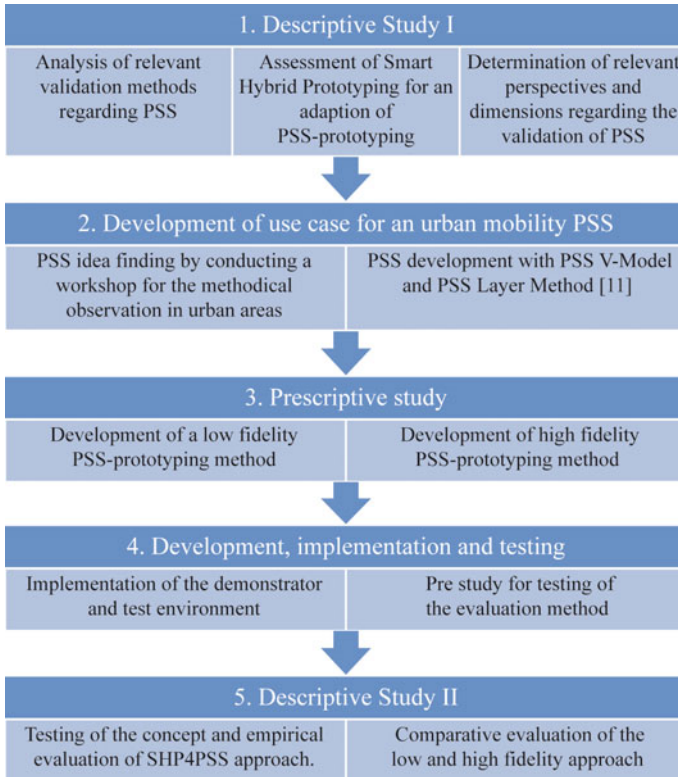 1. Descriptive Study I
Analysis of relevant
validation methods
regarding PSS
Assessment of Smart
Hybrid Prototyping for an
adaption of
PSS-prototyping
Determination of relevant
perspectives and
dimensions regarding the
validation of PSS
2. Development of use case for an urban mobility PSS
PSS idea finding by conducting a
workshop for the methodical
observation in urban areas
PSS development with PSS V-Model
and PSS Layer Method [11]
3. Prescriptive study
Development of a low fidelity
PSS-prototyping method
Development of high fidelity
PSS-prototyping method
4. Development, implementation and testing
Implementation of the demonstrator
and test environment
Pre study for testing of
the evaluation method
5. Descriptive Study II
Testing of the concept and empirical
evaluation of SHP4PSS approach.
Comparative evaluation of the
low and high fidelity approach